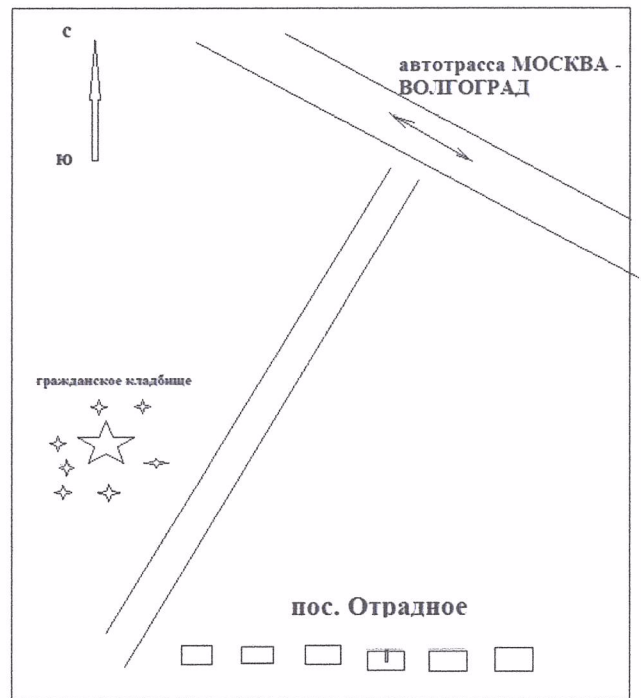 С
автотрасса МОСКВА -
ВОЛГОГРАД
Ю
гражданское кладбище
пос. Отрадное